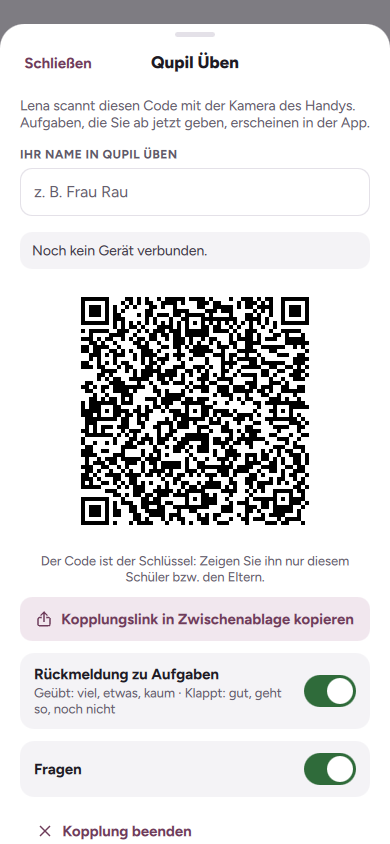 Schließen
Qupil Üben
Lena scannt diesen Code mit der Kamera des Handys.
Aufgaben, die Sie ab jetzt geben, erscheinen in der App.
IHR NAME IN QUPIL ÜBEN
z. B. Frau Rau
Noch kein Gerät verbunden.
Der Code ist der Schlüssel: Zeigen Sie ihn nur diesem
Schüler bzw. den Eltern.
Kopplungslink in Zwischenablage kopieren
Rückmeldung zu Aufgaben
Geübt: viel, etwas, kaum · Klappt: gut, geht
so, noch nicht
Fragen
Kopplung beenden